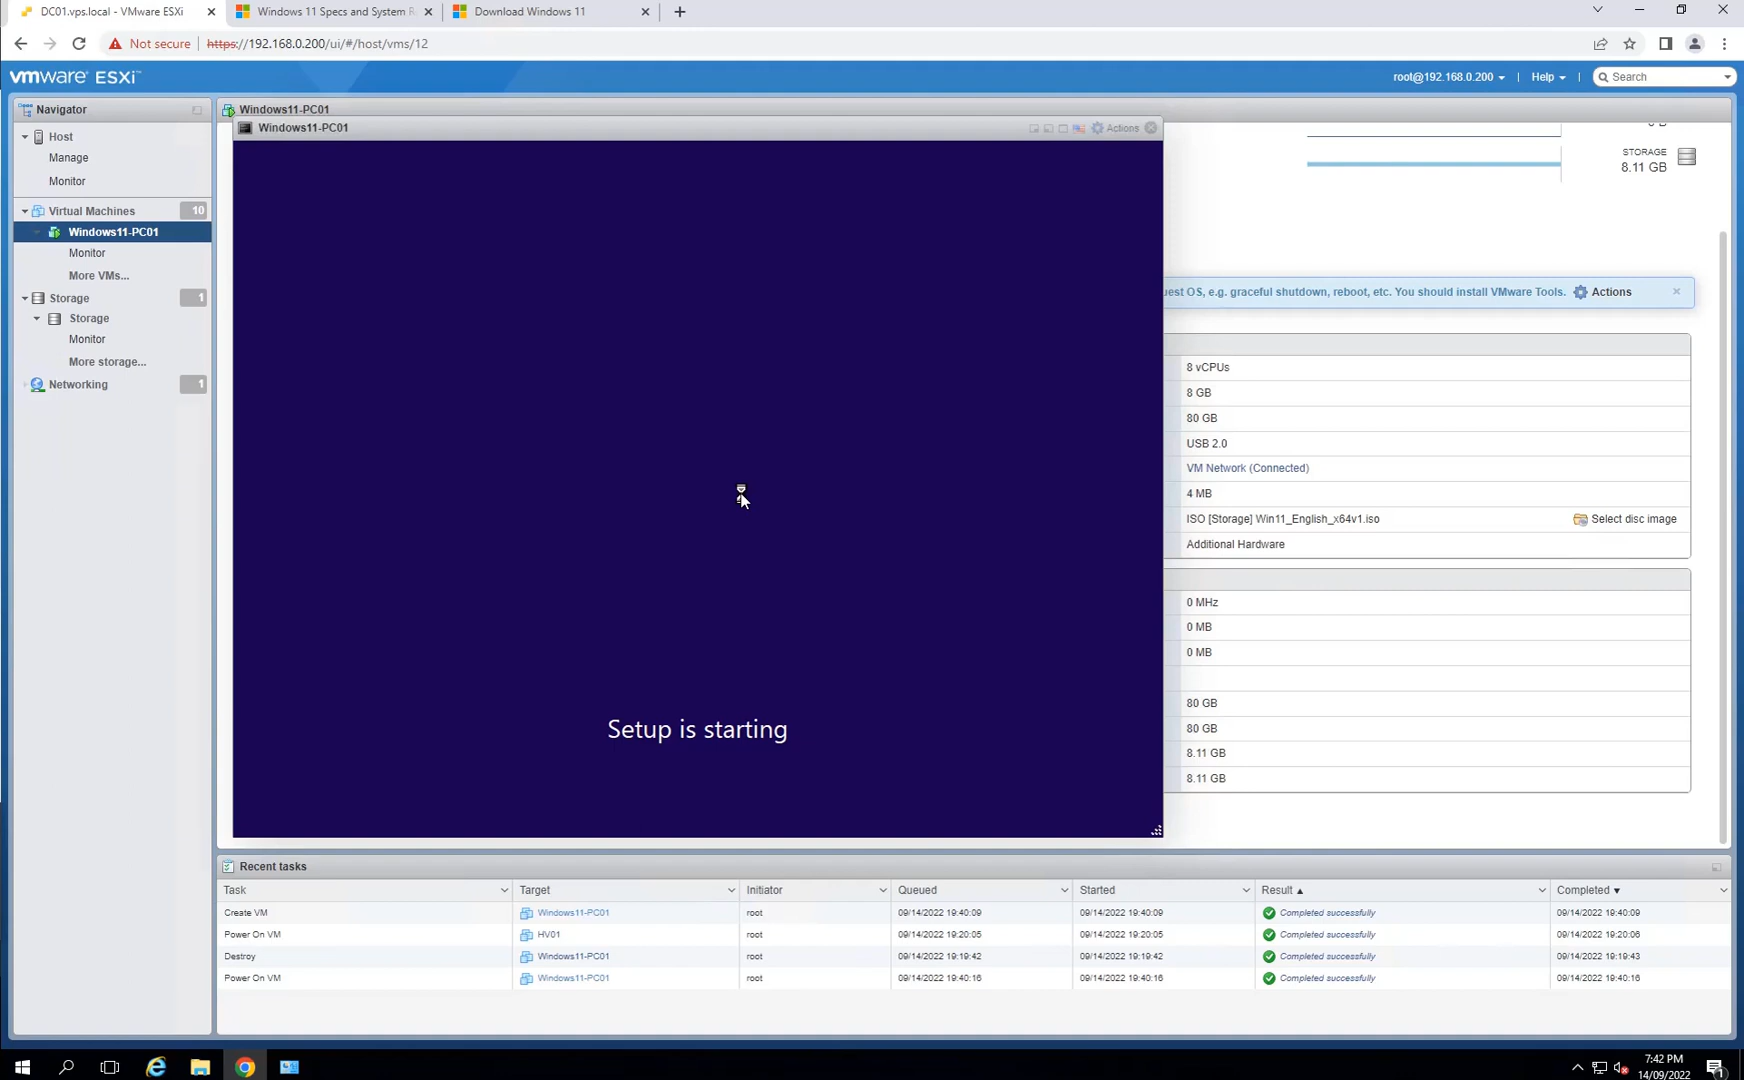 DC01.vps.local - VMware ESXi
Windows 11 Specs and System R
Download Windows 11
Not secure
https://192.168.0.200/ui/#/host/vms/12
vmware ESXi
root@192.168.0.200
Help
Search
Navigator
Host
Manage
Monitor
Virtual Machines 10
Windows11-PC01
Monitor
More VMs...
Storage 1
Storage
Monitor
More storage...
Networking 1
Windows11-PC01
Windows11-PC01
Actions
Setup is starting
STORAGE
8.11 GB
uest OS, e.g. graceful shutdown, reboot, etc. You should install VMware Tools. Actions
8 vCPUs
8 GB
80 GB
USB 2.0
VM Network (Connected)
4 MB
ISO [Storage] Win11_English_x64v1.iso Select disc image
Additional Hardware
0 MHz
0 MB
0 MB
80 GB
80 GB
8.11 GB
8.11 GB
Recent tasks
Task Target Initiator Queued Started Result Completed
Create VM Windows11-PC01 root 09/14/2022 19:40:09 09/14/2022 19:40:09 Completed successfully 09/14/2022 19:40:09
Power On VM HV01 root 09/14/2022 19:20:05 09/14/2022 19:20:05 Completed successfully 09/14/2022 19:20:06
Destroy Windows11-PC01 root 09/14/2022 19:19:42 09/14/2022 19:19:42 Completed successfully 09/14/2022 19:19:43
Power On VM Windows11-PC01 root 09/14/2022 19:40:16 09/14/2022 19:40:16 Completed successfully 09/14/2022 19:40:16
7:42 PM
14/09/2022
1